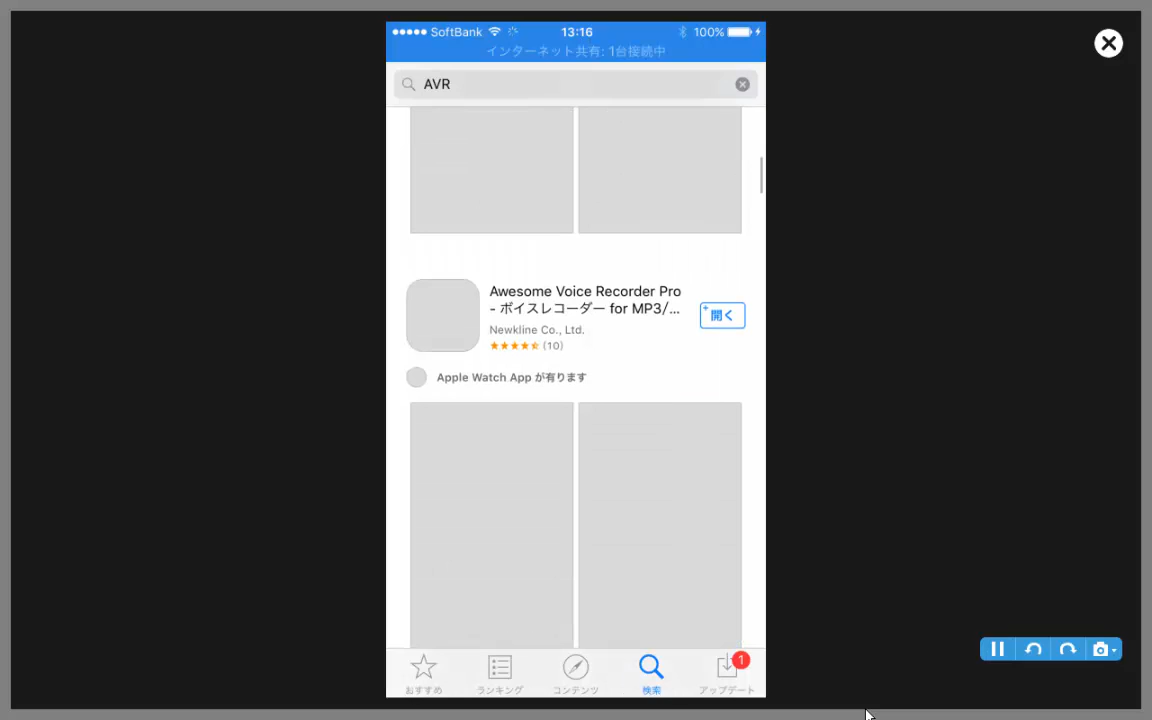 SoftBank 13:16 100%
インターネット共有: 1台接続中
AVR
Awesome Voice Recorder Pro
- ボイスレコーダー for MP3/...
開く
Newkline Co., Ltd.
(10)
Apple Watch App が有ります
1
おすすめ ランキング コンテンツ 検索 アップデート